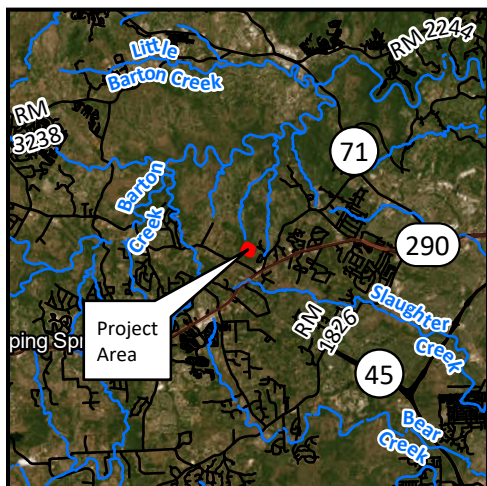 Little
Barton Creek
RM 2244
RM
3238
71
Barton
Creek
290
Project
Area
ping Spr
Slaughter
Creek
RM
1826
45
Bear
Creek